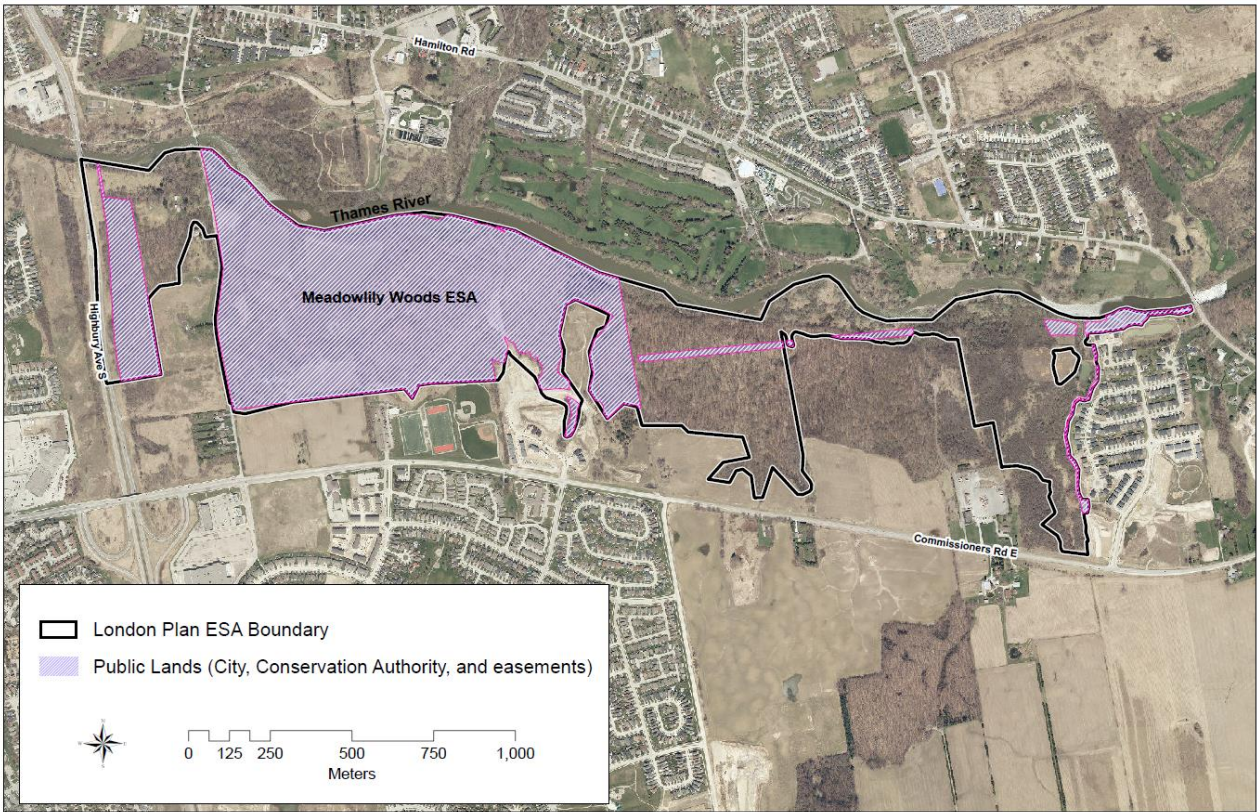 Hamilton Rd
Thames River
Meadowlily Woods ESA
Highbury Ave S
Commissioners Rd E
London Plan ESA Boundary
Public Lands (City, Conservation Authority, and easements)
0 125 250 500 750 1,000
Meters